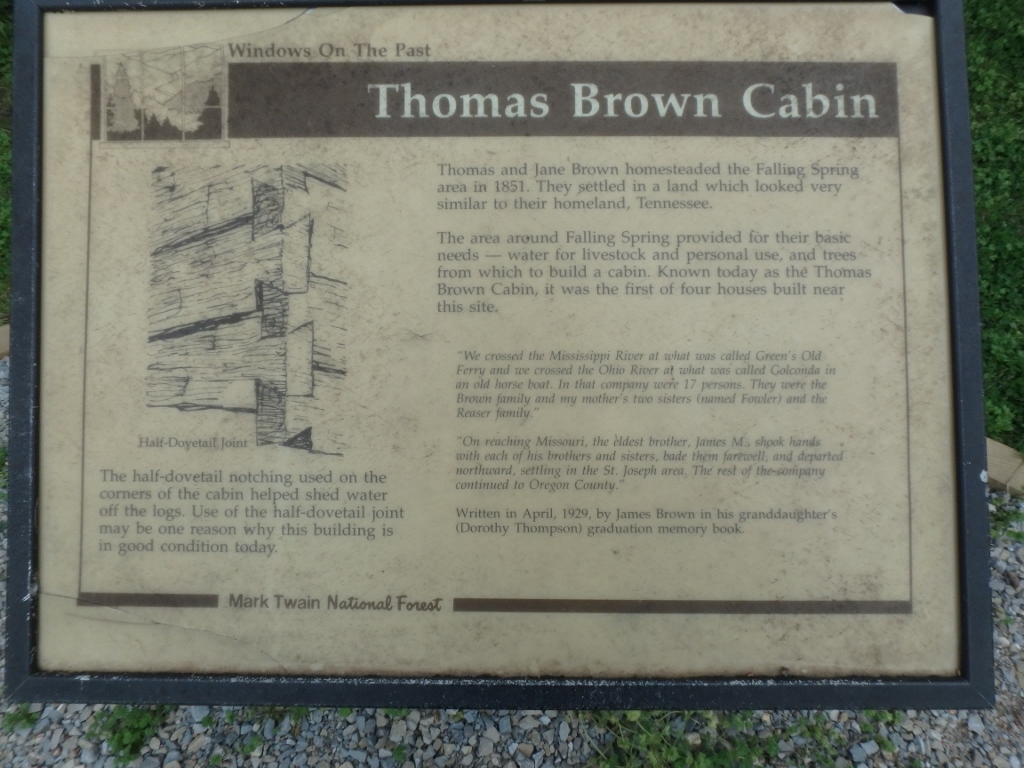 Windows On The Past
Thomas Brown Cabin
Thomas and Jane Brown homesteaded the Falling Spring
area in 1851. They settled in a land which looked very
similar to their homeland, Tennessee.
The area around Falling Spring provided for their basic
needs — water for livestock and personal use, and trees
from which to build a cabin. Known today as the Thomas
Brown Cabin, it was the first of four houses built near
this site.
"We crossed the Mississippi River at what was called Green's Old
Ferry and we crossed the Ohio River at what was called Golconda in
an old horse boat. In that company were 17 persons. They were the
Brown family and my mother's two sisters (named Fowler) and the
Reaser family."
"On reaching Missouri, the eldest brother, James M., shook hands
with each of his brothers and sisters, bade them farewell, and departed
northward, settling in the St. Joseph area. The rest of the company
continued to Oregon County."
Written in April, 1929, by James Brown in his granddaughter's
(Dorothy Thompson) graduation memory book.
Half-Dovetail Joint
The half-dovetail notching used on the
corners of the cabin helped shed water
off the logs. Use of the half-dovetail joint
may be one reason why this building is
in good condition today.
Mark Twain National Forest